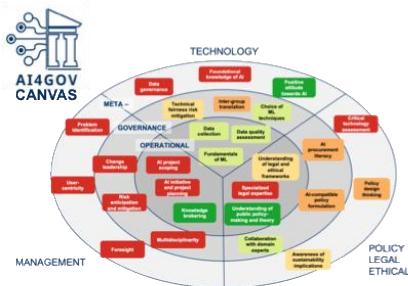 AI4GOV
CANVAS
TECHNOLOGY
Foundational
knowledge of AI
Data
governance
Positive
attitude
towards AI
META –
Technical
fairness risk
mitigation
Inter-group
translation
Choice of
ML
techniques
Problem
identification
Critical
technology
assessment
GOVERNANCE
Data
collection
Data quality
assessment
OPERATIONAL
AI
procurement
literacy
Change
leadership
AI project
scoping
Fundamentals
of ML
Understanding
of legal and
ethical
frameworks
User-
centricity
AI initiative
and project
planning
Specialized
legal expertise
Policy
design
thinking
Risk
anticipation
and mitigation
AI-compatible
policy
formulation
Knowledge
brokering
Understanding of
public policy-
making and theory
Foresight
Multidisciplinarity
Collaboration
with domain
experts
Awareness of
sustainability
implications
MANAGEMENT
POLICY
LEGAL
ETHICAL